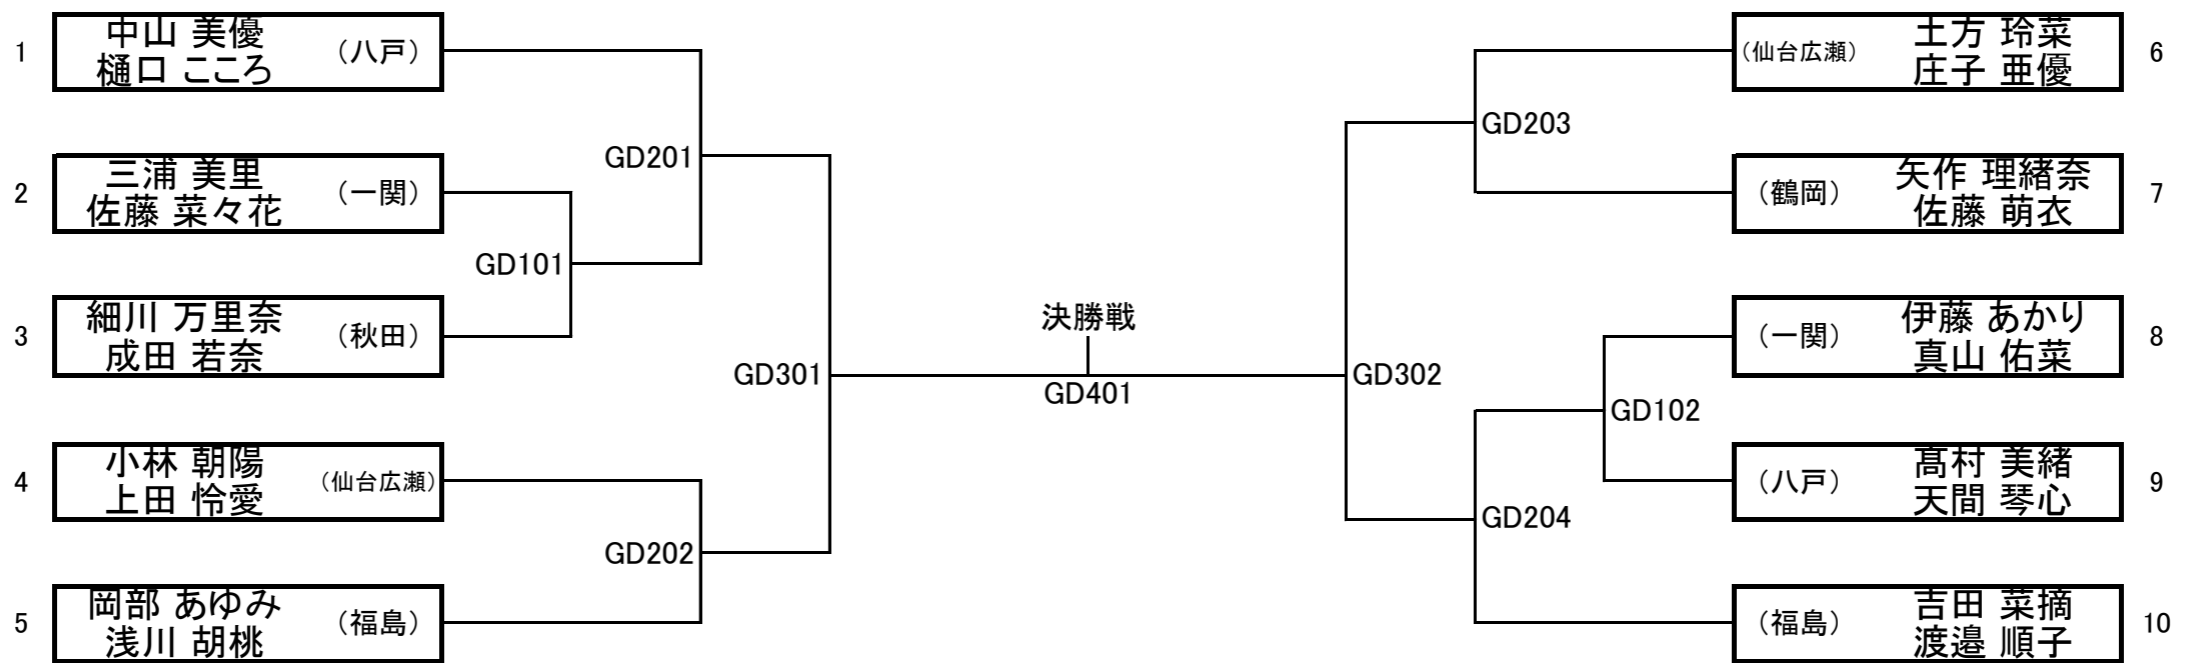 1
中山 美優
樋口 こころ
（八戸）
2
三浦 美里
佐藤 菜々花
（一関）
3
細川 万里奈
成田 若奈
（秋田）
4
小林 朝陽
上田 怜愛
（仙台広瀬）
5
岡部 あゆみ
浅川 胡桃
（福島）
GD101
GD201
GD202
GD301
決勝戦
GD401
GD302
GD203
GD204
GD102
（仙台広瀬）
土方 玲菜
庄子 亜優
6
（鶴岡）
矢作 理緒奈
佐藤 萌衣
7
（一関）
伊藤 あかり
真山 佑菜
8
（八戸）
髙村 美緒
天間 琴心
9
（福島）
吉田 菜摘
渡邉 順子
10